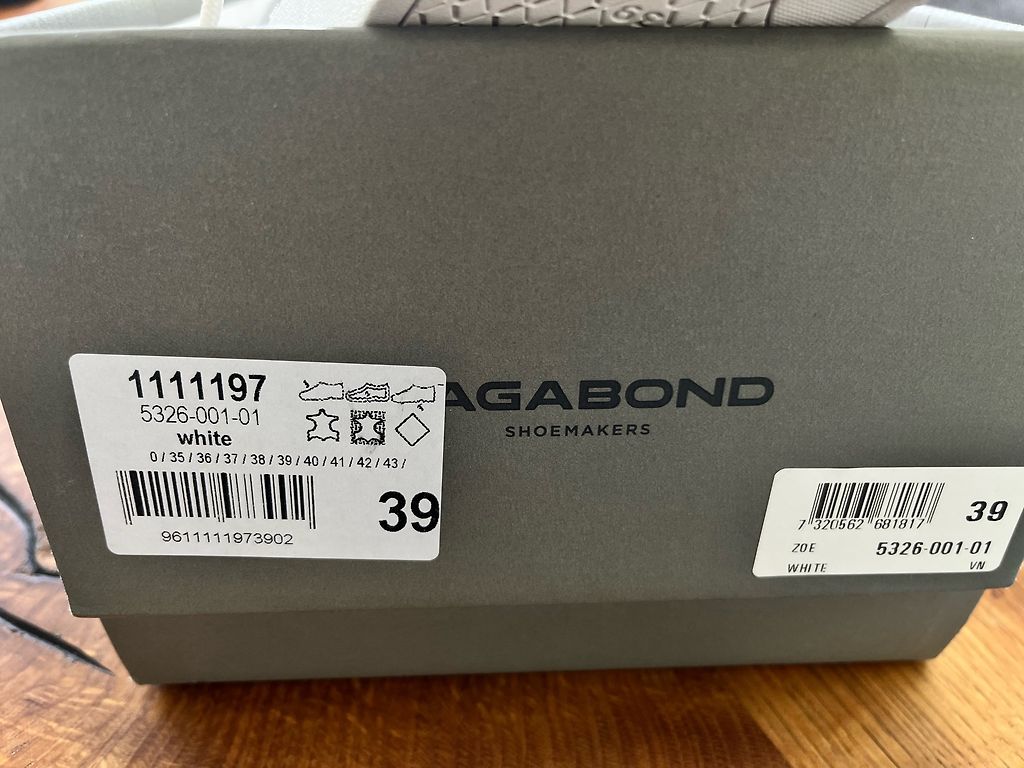 1111197
5326-001-01
white
0 / 35 / 36 / 37 / 38 / 39 / 40 / 41 / 42 / 43 /
39
9611111973902
AGABOND
SHOEMAKERS
7 320562 681817
39
ZOE 5326-001-01
WHITE VN